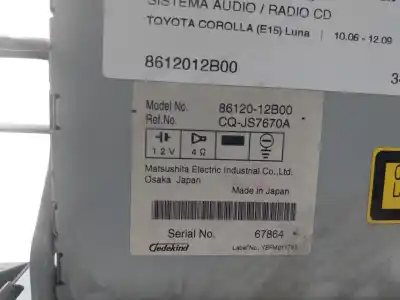 SISTEMA AUDIO / RADIO CD
TOYOTA COROLLA (E15) Luna | 10.06 - 12.09
8612012B00
Model No. 86120-12B00
Ref.No. CQ-JS7670A
12V 4Ω
Matsushita Electric Industrial Co.,Ltd.
Osaka Japan
Made in Japan
Serial No. 67864
Gedekind